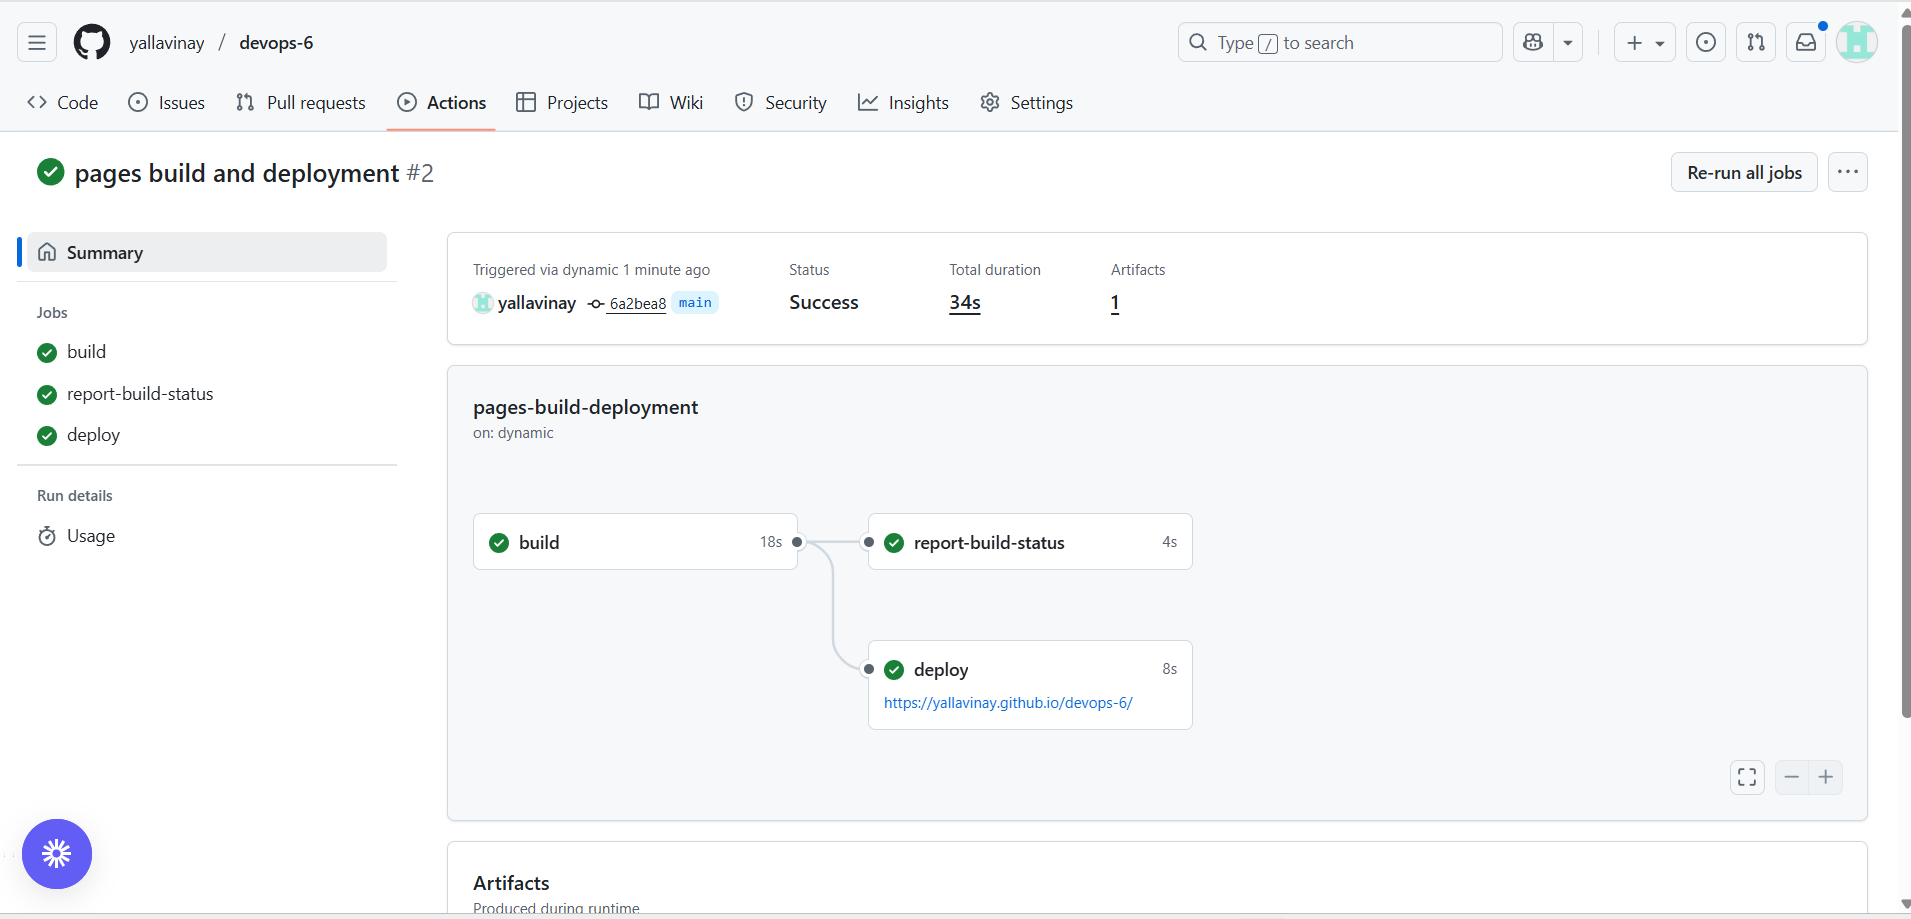 yallavinay / devops-6
Type / to search
Code
Issues
Pull requests
Actions
Projects
Wiki
Security
Insights
Settings
pages build and deployment #2
Re-run all jobs
Summary
Jobs
build
report-build-status
deploy
Run details
Usage
Triggered via dynamic 1 minute ago
yallavinay 6a2bea8 main
Status
Success
Total duration
34s
Artifacts
1
pages-build-deployment
on: dynamic
build 18s
report-build-status 4s
deploy 8s
https://yallavinay.github.io/devops-6/
Artifacts
Produced during runtime